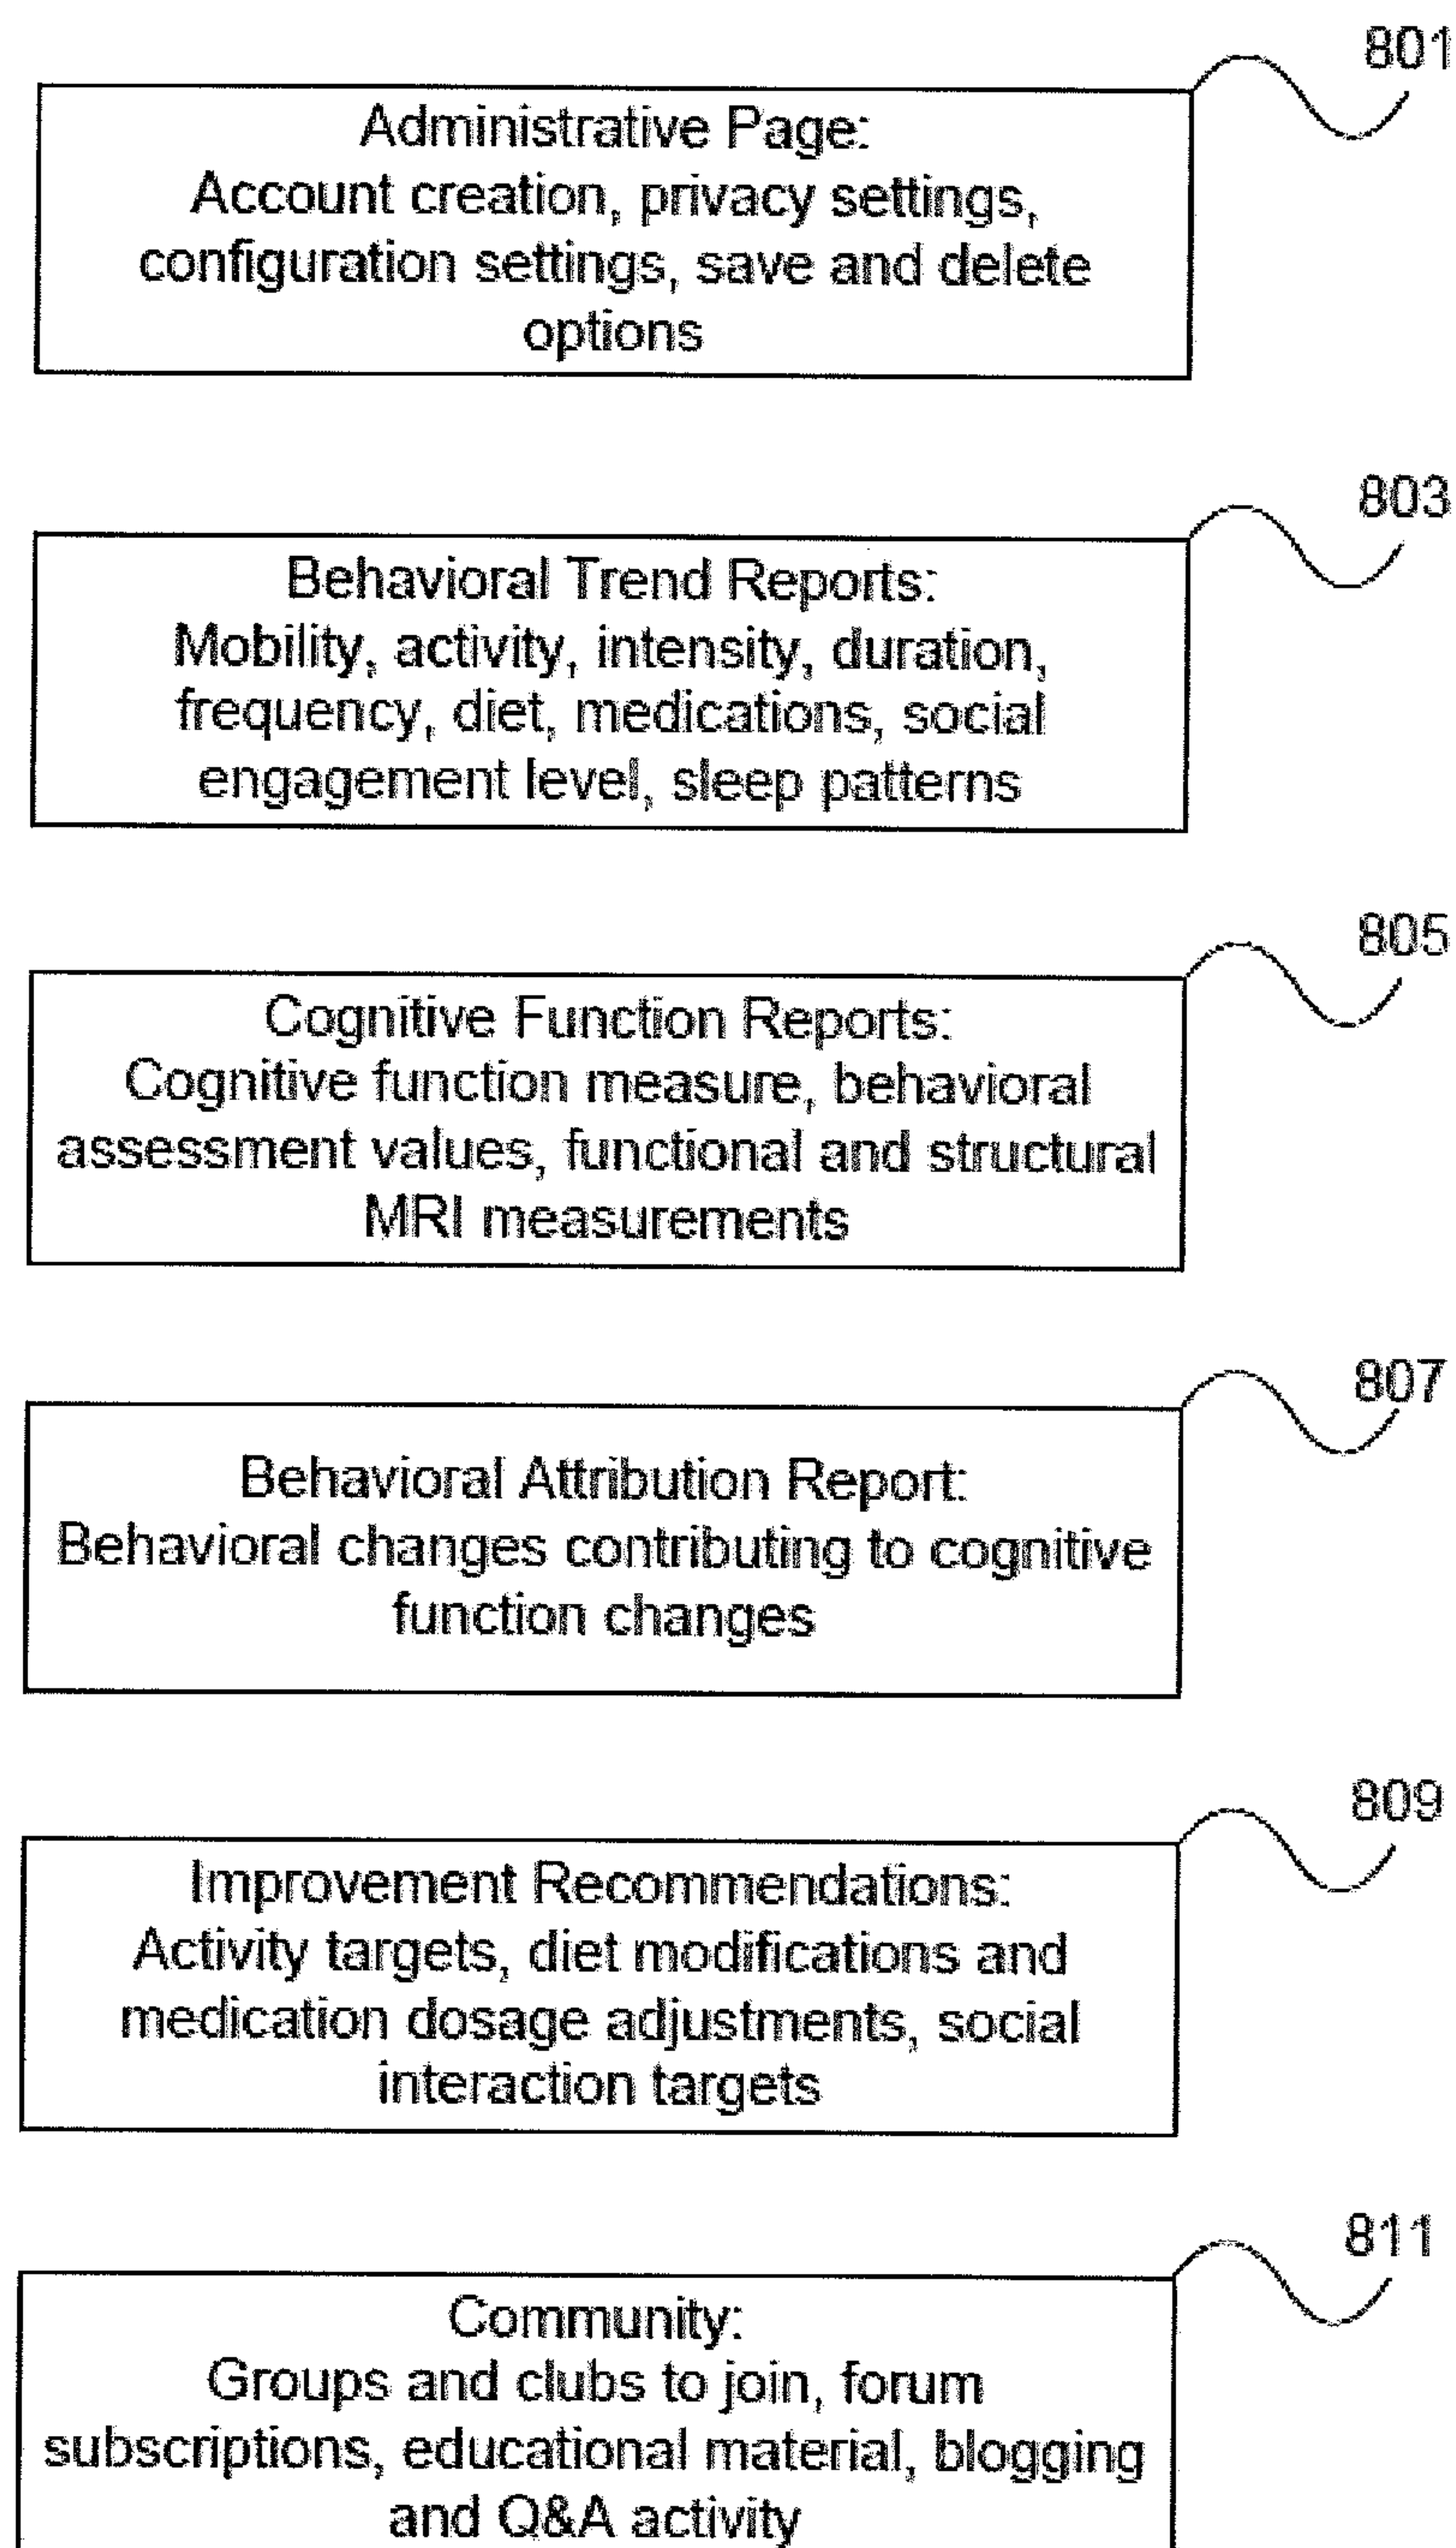 801
Administrative Page:
Account creation, privacy settings,
configuration settings, save and delete
options
803
Behavioral Trend Reports:
Mobility, activity, intensity, duration,
frequency, diet, medications, social
engagement level, sleep patterns
805
Cognitive Function Reports:
Cognitive function measure, behavioral
assessment values, functional and structural
MRI measurements
807
Behavioral Attribution Report:
Behavioral changes contributing to cognitive
function changes
809
Improvement Recommendations:
Activity targets, diet modifications and
medication dosage adjustments, social
interaction targets
811
Community:
Groups and clubs to join, forum
subscriptions, educational material, blogging
and Q&A activity